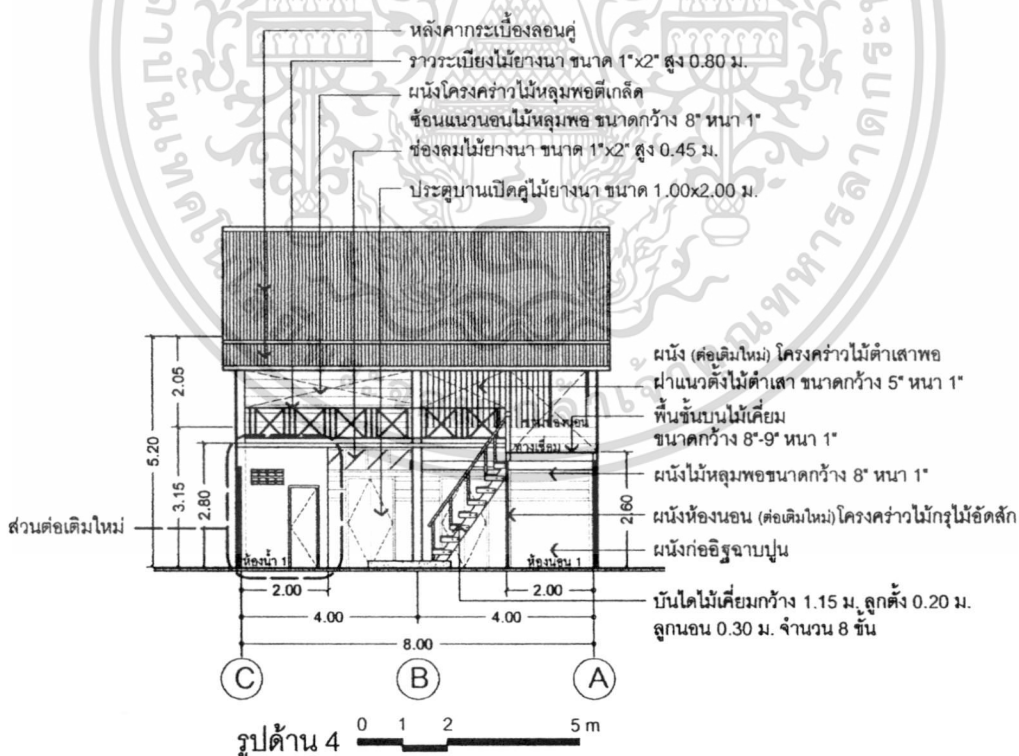 หลังคากระเบื้องลอนคู่
ราวระเบียงไม้ยางนา ขนาด 1"x2" สูง 0.80 ม.
ผนังโครงคร่าวไม้หลุมพอตีเกล็ด
ซ้อนแนวนอนไม้หลุมพอ ขนาดกว้าง 8" หนา 1"
ช่องลมไม้ยางนา ขนาด 1"x2" สูง 0.45 ม.
ประตูบานเปิดคู่ไม้ยางนา ขนาด 1.00x2.00 ม.
ผนัง (ต่อเติมใหม่) โครงคร่าวไม้ตำเสาพอ
ฝาแนวตั้งไม้ตำเสา ขนาดกว้าง 5" หนา 1"
พื้นชั้นบนไม้เคี่ยม
ขนาดกว้าง 8"-9" หนา 1"
ผนังไม้หลุมพอขนาดกว้าง 8" หนา 1"
ผนังห้องนอน (ต่อเติมใหม่) โครงคร่าวไม้กรุไม้อัดสัก
ผนังก่ออิฐฉาบปูน
บันไดไม้เคี่ยมกว้าง 1.15 ม. ลูกตั้ง 0.20 ม.
ลูกนอน 0.30 ม. จำนวน 8 ขั้น
ส่วนต่อเติมใหม่
5.20
2.05
3.15
2.80
2.60
ทางเชื่อม
ห้องน้ำ 1
ห้องนอน 1
2.00
2.00
4.00
4.00
8.00
C
B
A
รูปด้าน 4
0 1 2 5 m